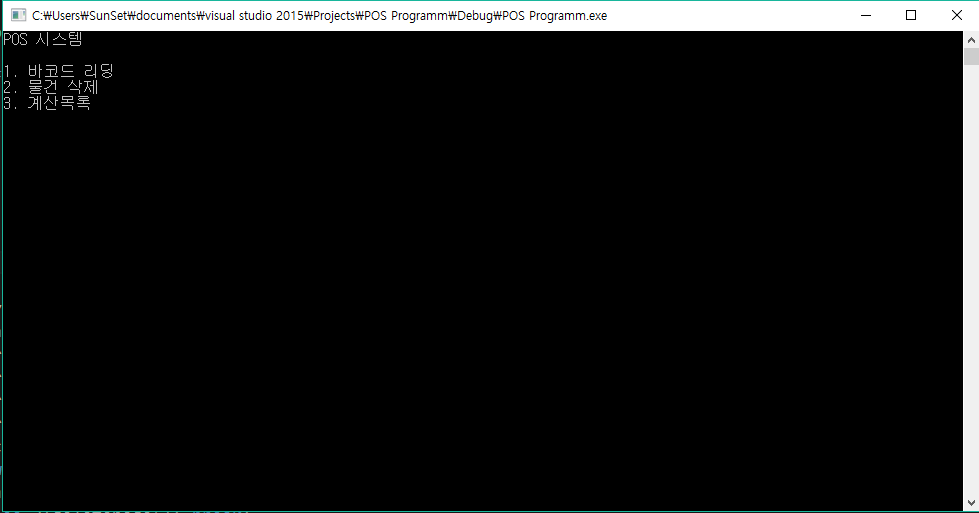 C:₩Users₩SunSet₩documents₩visual studio 2015₩Projects₩POS Programm₩Debug₩POS Programm.exe
POS 시스템
1. 바코드 리딩
2. 물건 삭제
3. 계산목록